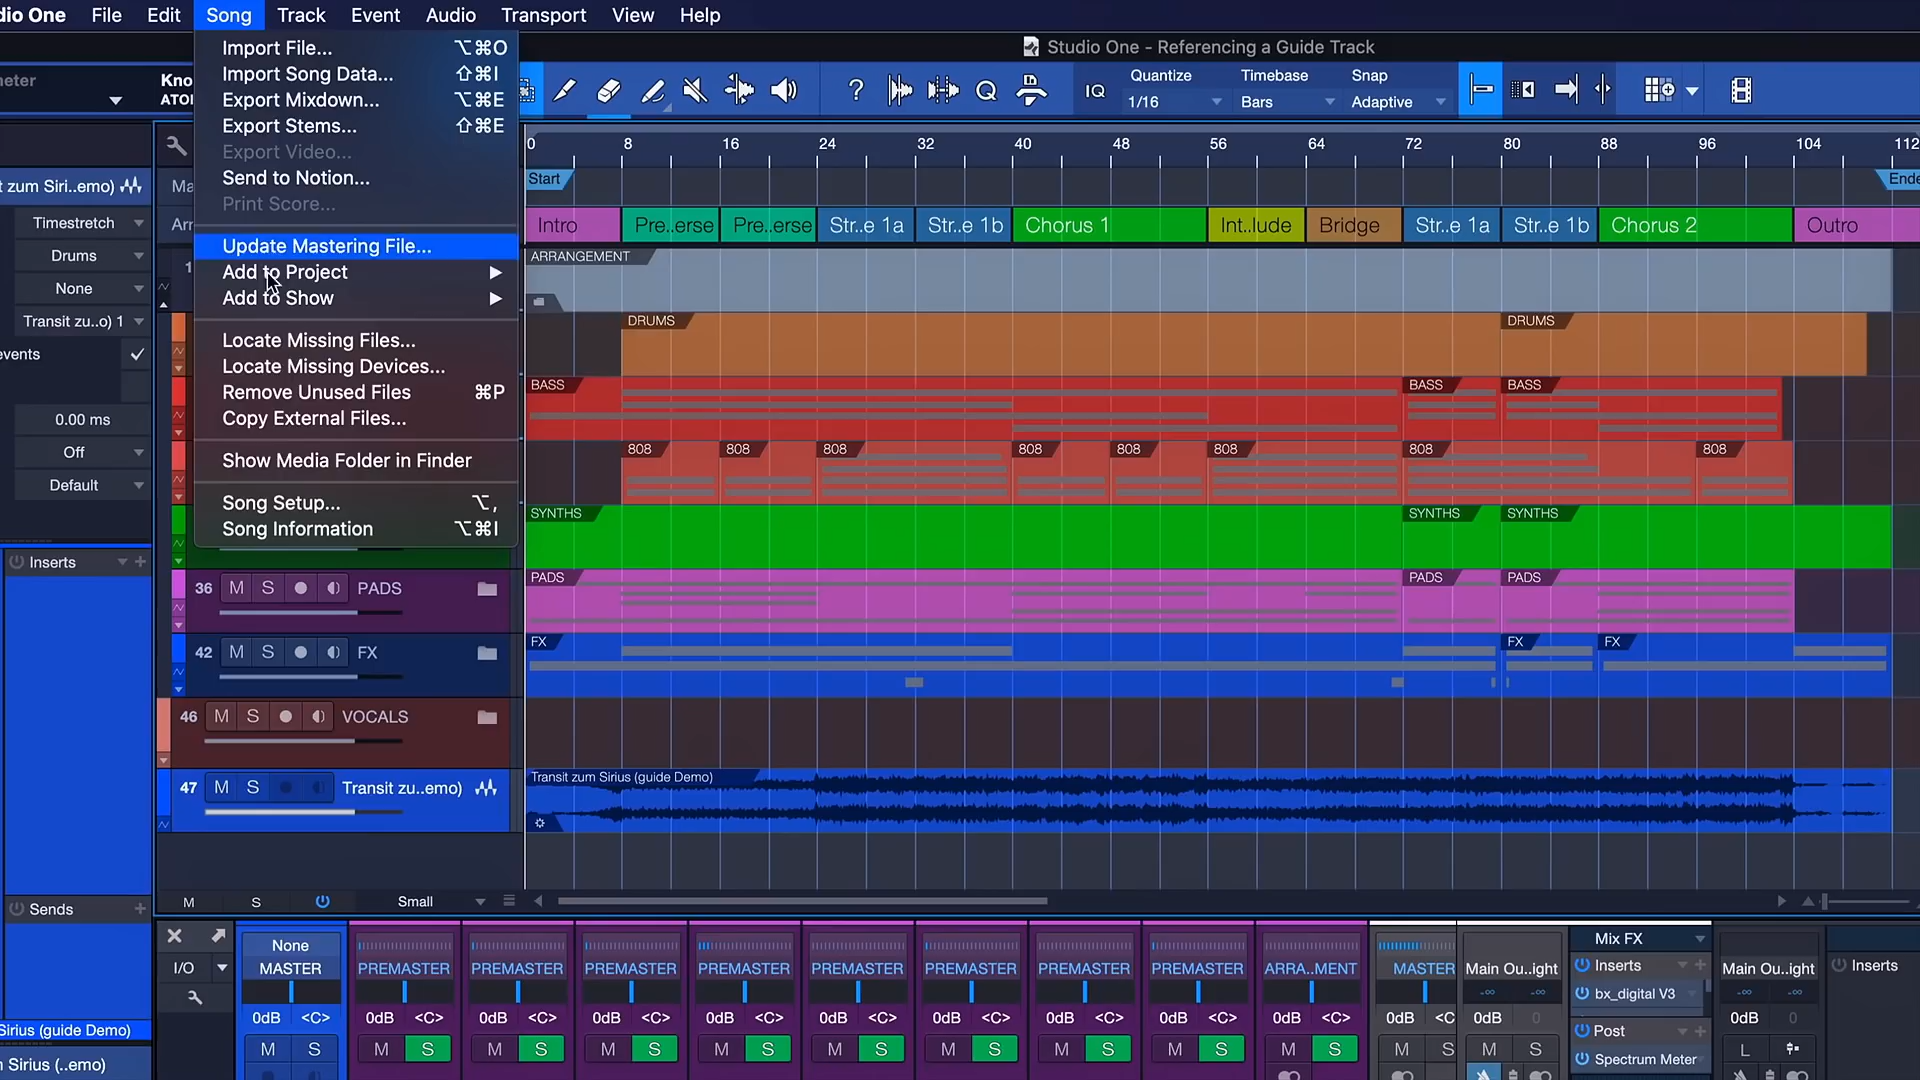 dio One File Edit Song Track Event Audio Transport View Help
Studio One - Referencing a Guide Track
Import File... ⌥⌘O
Import Song Data... ⇧⌘I
Export Mixdown... ⌥⌘E
Export Stems... ⇧⌘E
Export Video...
Send to Notion...
Print Score...
Update Mastering File...
Add to Project
Add to Show
Locate Missing Files...
Locate Missing Devices...
Remove Unused Files ⌘P
Copy External Files...
Show Media Folder in Finder
Song Setup... ⌥,
Song Information ⌥⌘I
meter
Kno
ATO
? Q IQ
Quantize Timebase Snap
1/16 Bars Adaptive
0 8 16 24 32 40 48 56 64 72 80 88 96 104 112
Start Ende
t zum Siri..emo) Ma
Arr
Intro Pre..erse Pre..erse Str..e 1a Str..e 1b Chorus 1 Int..lude Bridge Str..e 1a Str..e 1b Chorus 2 Outro
Timestretch
Drums
None
Transit zu..o) 1
events
0.00 ms
Off
Default
1
ARRANGEMENT
DRUMS DRUMS
BASS BASS BASS
808 808 808 808 808 808 808 808
SYNTHS SYNTHS SYNTHS
Inserts
36 M S PADS
PADS PADS PADS
42 M S FX
FX FX FX
46 M S VOCALS
47 M S Transit zu..emo)
Transit zum Sirius (guide Demo)
M S Small
Sends
Sirius (guide Demo)
n Sirius (..emo)
I/O
None
MASTER PREMASTER PREMASTER PREMASTER PREMASTER PREMASTER PREMASTER PREMASTER PREMASTER ARRA..MENT MASTER Main Ou..ight
0dB <C> 0dB <C> 0dB <C> 0dB <C> 0dB <C> 0dB <C> 0dB <C> 0dB <C> 0dB <C> 0dB <C> 0dB <C 0dB 0
M S M S M S M S M S M S M S M S M S M S M S M S
Mix FX
Inserts
bx_digital V3
Post
Spectrum Meter
Main Ou..ight
-∞ -∞
0dB 0
L
Inserts